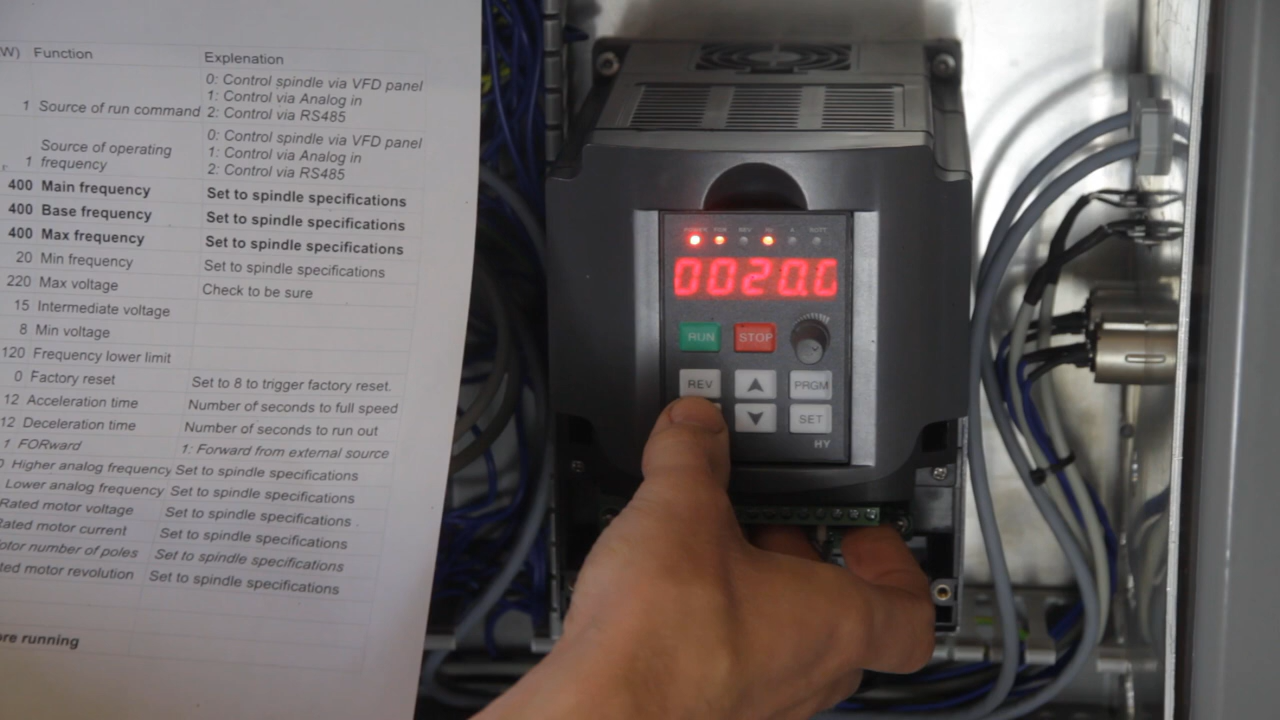 W) Function Explanation
0: Control spindle via VFD panel
1 Source of run command 1: Control via Analog in
2: Control via RS485
0: Control spindle via VFD panel
1 Source of operating frequency 1: Control via Analog in
2: Control via RS485
400 Main frequency Set to spindle specifications
400 Base frequency Set to spindle specifications
400 Max frequency Set to spindle specifications
20 Min frequency Set to spindle specifications
220 Max voltage Check to be sure
15 Intermediate voltage
8 Min voltage
120 Frequency lower limit
0 Factory reset Set to 8 to trigger factory reset.
12 Acceleration time Number of seconds to full speed
12 Deceleration time Number of seconds to run out
1 FORward 1: Forward from external source
0 Higher analog frequency Set to spindle specifications
Lower analog frequency Set to spindle specifications
Rated motor voltage Set to spindle specifications .
Rated motor current Set to spindle specifications
otor number of poles Set to spindle specifications
ted motor revolution Set to spindle specifications
ore running
0020.0
RUN STOP
REV PRGM
SET
HY